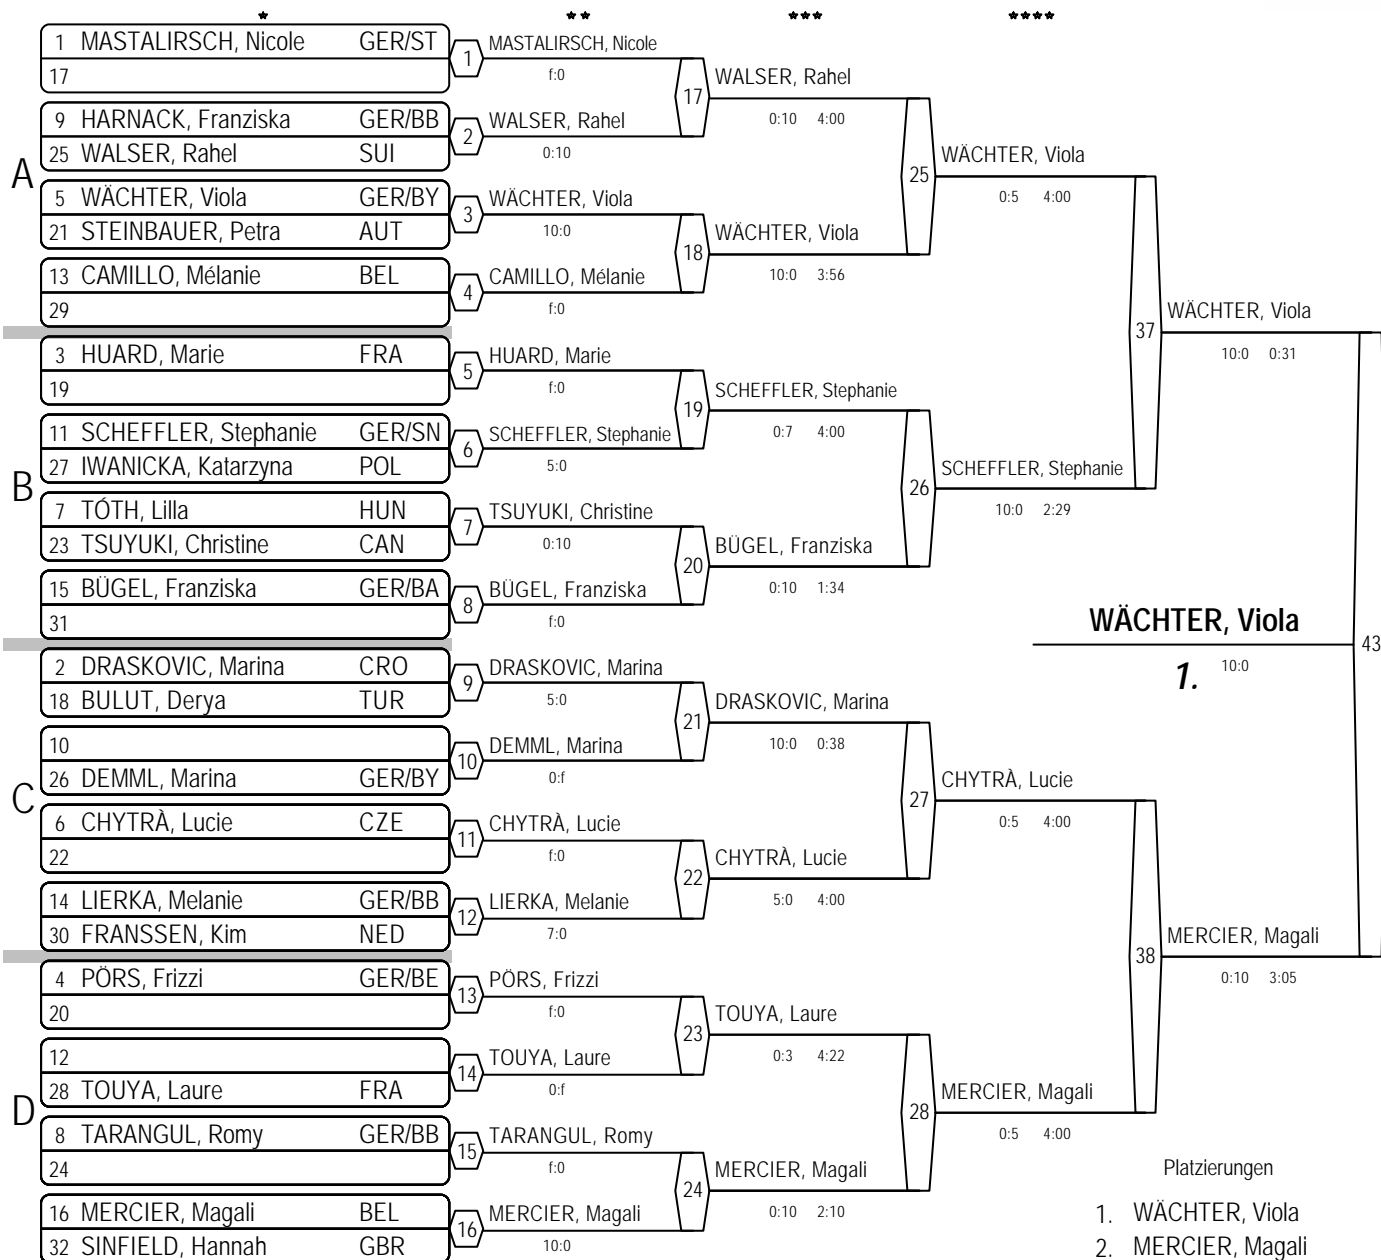 * ** *** ****
A
1 MASTALIRSCH, Nicole GER/ST
17
9 HARNACK, Franziska GER/BB
25 WALSER, Rahel SUI
5 WÄCHTER, Viola GER/BY
21 STEINBAUER, Petra AUT
13 CAMILLO, Mélanie BEL
29
B
3 HUARD, Marie FRA
19
11 SCHEFFLER, Stephanie GER/SN
27 IWANICKA, Katarzyna POL
7 TÓTH, Lilla HUN
23 TSUYUKI, Christine CAN
15 BÜGEL, Franziska GER/BA
31
C
2 DRASKOVIC, Marina CRO
18 BULUT, Derya TUR
10
26 DEMML, Marina GER/BY
6 CHYTRÀ, Lucie CZE
22
14 LIERKA, Melanie GER/BB
30 FRANSSEN, Kim NED
D
4 PÖRS, Frizzi GER/BE
20
12
28 TOUYA, Laure FRA
8 TARANGUL, Romy GER/BB
24
16 MERCIER, Magali BEL
32 SINFIELD, Hannah GBR
1 MASTALIRSCH, Nicole
f:0
2 WALSER, Rahel
0:10
3 WÄCHTER, Viola
10:0
4 CAMILLO, Mélanie
f:0
5 HUARD, Marie
f:0
6 SCHEFFLER, Stephanie
5:0
7 TSUYUKI, Christine
0:10
8 BÜGEL, Franziska
f:0
9 DRASKOVIC, Marina
5:0
10 DEMML, Marina
0:f
11 CHYTRÀ, Lucie
f:0
12 LIERKA, Melanie
7:0
13 PÖRS, Frizzi
f:0
14 TOUYA, Laure
0:f
15 TARANGUL, Romy
f:0
16 MERCIER, Magali
10:0
17 WALSER, Rahel
0:10 4:00
18 WÄCHTER, Viola
10:0 3:56
19 SCHEFFLER, Stephanie
0:7 4:00
20 BÜGEL, Franziska
0:10 1:34
21 DRASKOVIC, Marina
10:0 0:38
22 CHYTRÀ, Lucie
5:0 4:00
23 TOUYA, Laure
0:3 4:22
24 MERCIER, Magali
0:10 2:10
25 WÄCHTER, Viola
0:5 4:00
26 SCHEFFLER, Stephanie
10:0 2:29
27 CHYTRÀ, Lucie
0:5 4:00
28 MERCIER, Magali
0:5 4:00
37 WÄCHTER, Viola
10:0 0:31
38 MERCIER, Magali
0:10 3:05
WÄCHTER, Viola 43
1. 10:0
Platzierungen
1. WÄCHTER, Viola
2. MERCIER, Magali